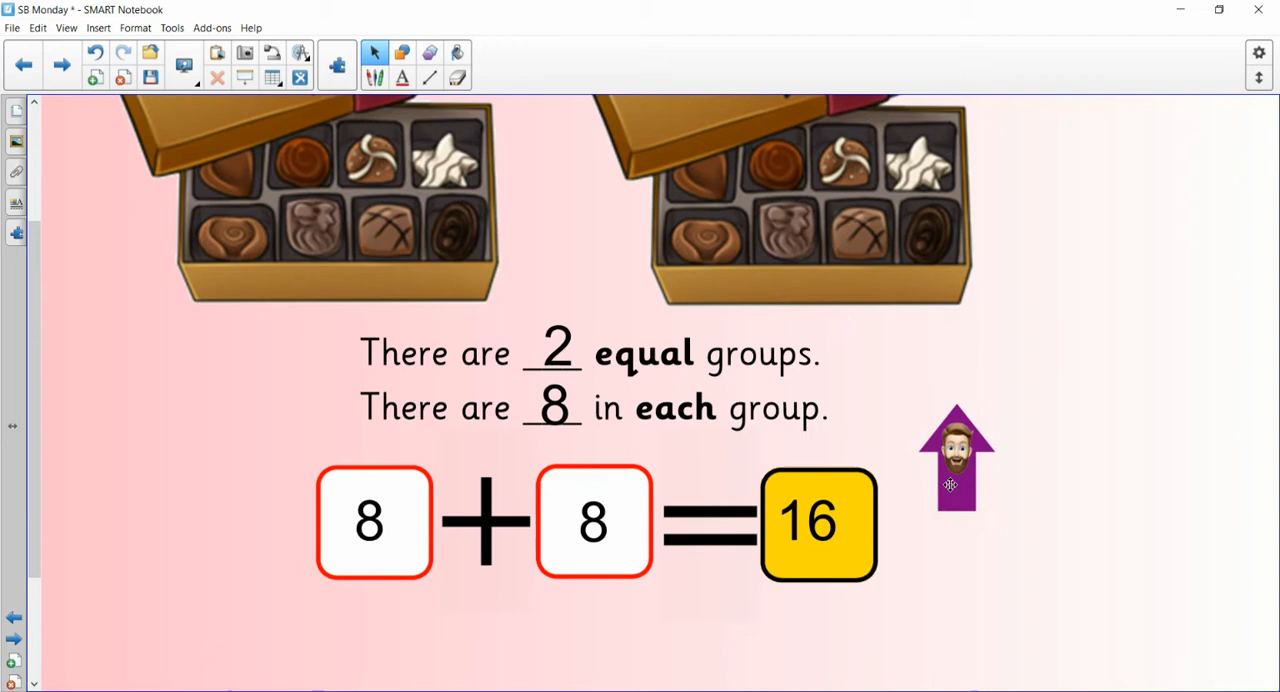 SB Monday * - SMART Notebook
File Edit View Insert Format Tools Add-ons Help
There are 2 equal groups.
There are 8 in each group.
8 + 8 = 16